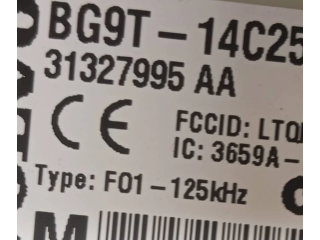 BG9T-14C25
31327995 AA
CE
FCCID: LTQ
IC: 3659A-
Type: F01-125kHz